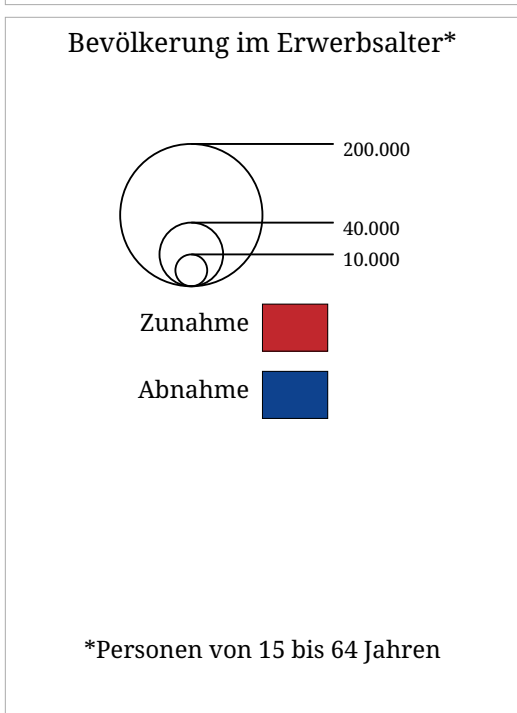 Bevölkerung im Erwerbsalter*
200.000
40.000
10.000
Zunahme
Abnahme
*Personen von 15 bis 64 Jahren